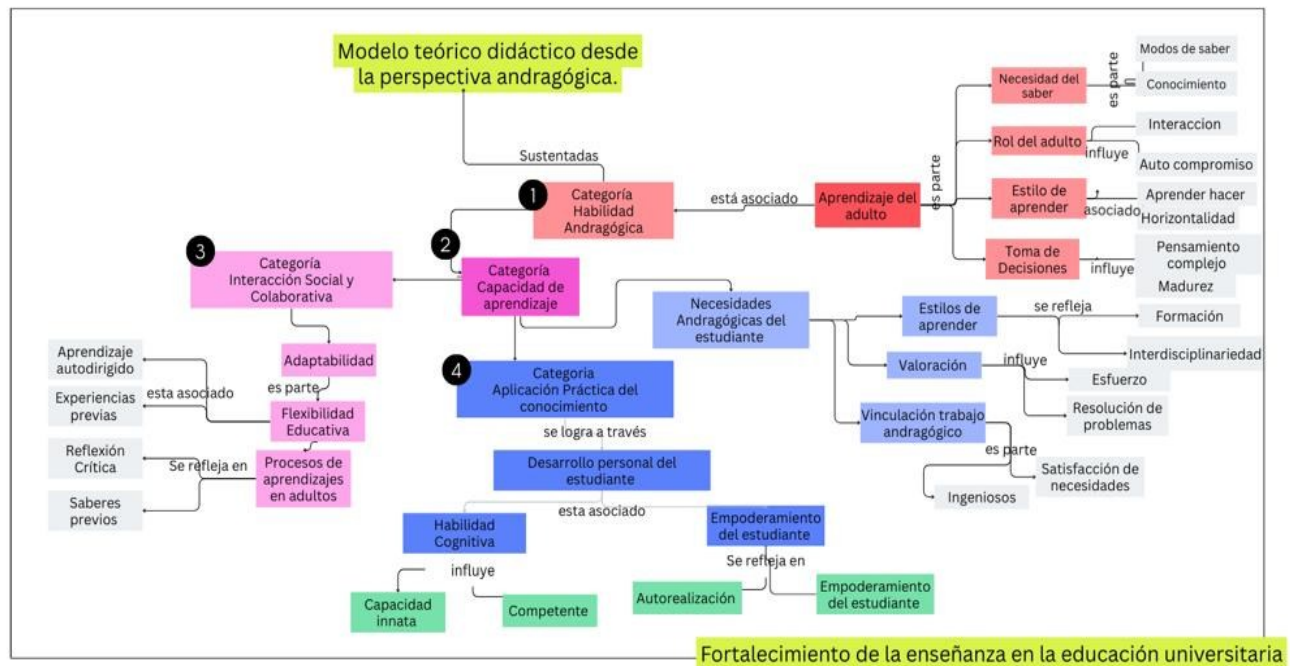 Modelo teórico didáctico desde
la perspectiva andragógica.
Sustentadas
1
Categoría
Habilidad
Andragógica
está asociado
Aprendizaje del
adulto
es parte
Necesidad del
saber
es parte
Modos de saber
Conocimiento
Rol del adulto
influye
Interaccion
Auto compromiso
Estilo de
aprender
asociado
Aprender hacer
Horizontalidad
Toma de
Decisiones
influye
Pensamiento
complejo
Madurez
2
Categoría
Capacidad de
aprendizaje
Necesidades
Andragógicas del
estudiante
Estilos de
aprender
se refleja
Formación
Interdisciplinariedad
Valoración
influye
Esfuerzo
Resolución de
problemas
Vinculación trabajo
andragógico
es parte
Ingeniosos
Satisfacción de
necesidades
3
Categoría
Interacción Social y
Colaborativa
Adaptabilidad
es parte
Flexibilidad
Educativa
esta asociado
Aprendizaje
autodirigido
Experiencias
previas
Procesos de
aprendizajes
en adultos
Se refleja en
Reflexión
Crítica
Saberes
previos
4
Categoria
Aplicación Práctica del
conocimiento
se logra a través
Desarrollo personal del
estudiante
esta asociado
Habilidad
Cognitiva
influye
Capacidad
innata
Competente
Empoderamiento
del estudiante
Se refleja en
Autorealización
Empoderamiento
del estudiante
Fortalecimiento de la enseñanza en la educación universitaria